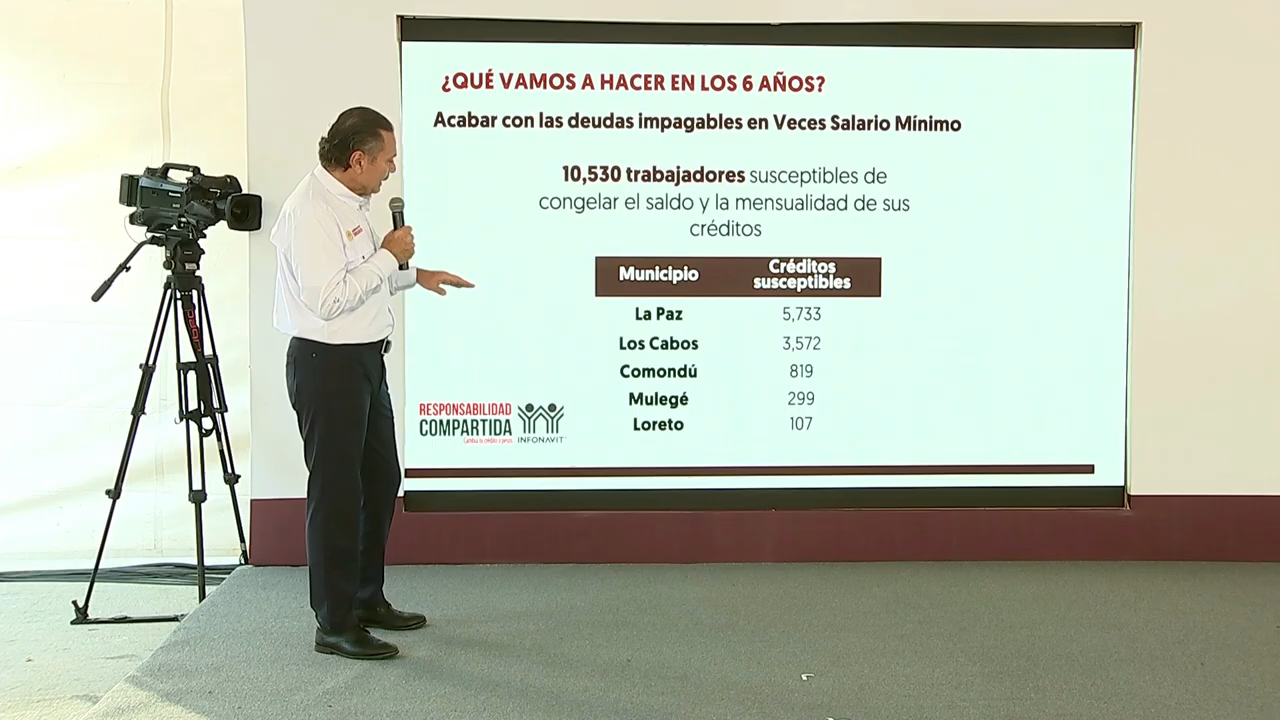 ¿QUÉ VAMOS A HACER EN LOS 6 AÑOS?
Acabar con las deudas impagables en Veces Salario Mínimo
10,530 trabajadores susceptibles de
congelar el saldo y la mensualidad de sus
créditos
Municipio Créditos susceptibles
La Paz 5,733
Los Cabos 3,572
Comondú 819
Mulegé 299
Loreto 107
RESPONSABILIDAD
COMPARTIDA
INFONAVIT